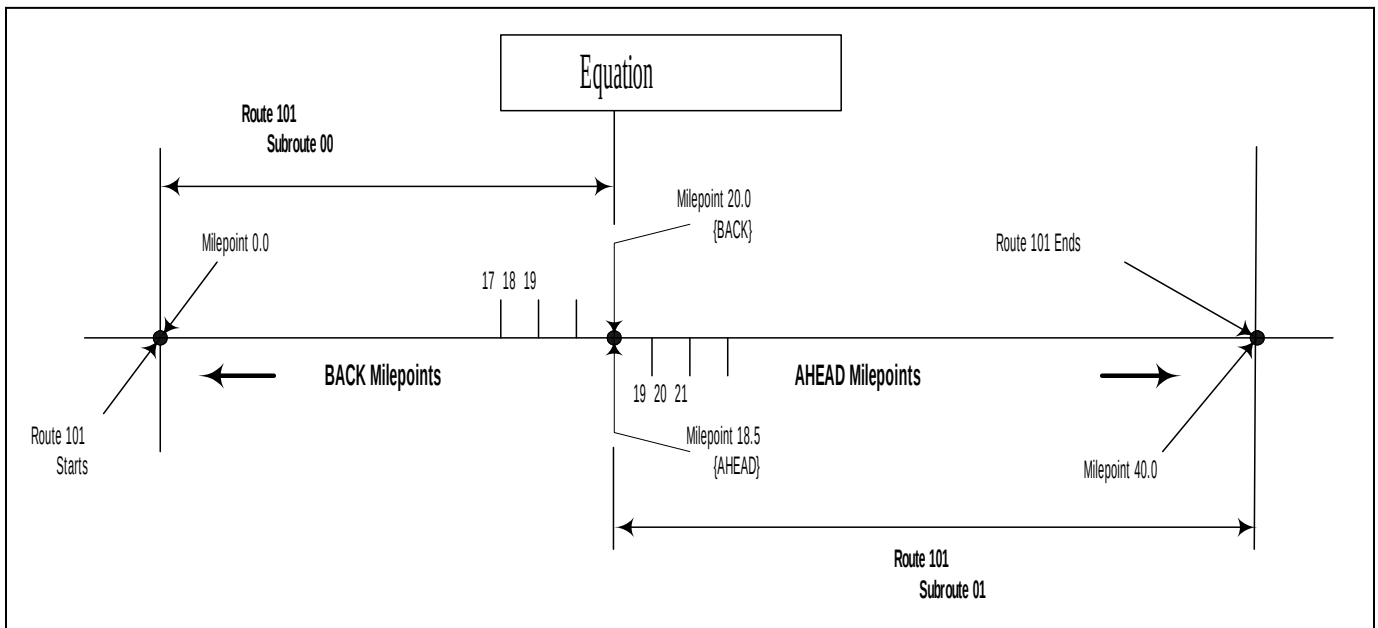 Equation
Route 101
Subroute 00
Milepoint 20.0
{BACK}
Milepoint 0.0
Route 101 Ends
17 18 19
BACK Milepoints
AHEAD Milepoints
19 20 21
Route 101
Starts
Milepoint 18.5
{AHEAD}
Milepoint 40.0
Route 101
Subroute 01